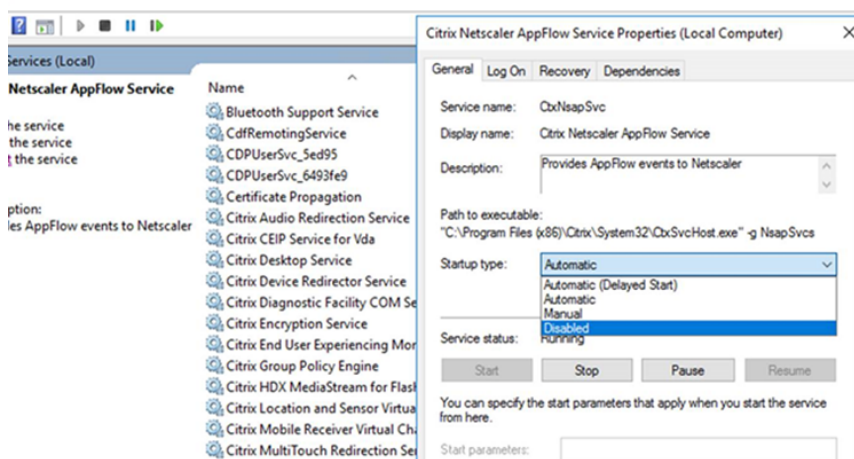 Services (Local)
Netscaler AppFlow Service
the service
the service
the service
les AppFlow events to Netscaler
Name
Bluetooth Support Service
CdfRemotingService
CDPUserSvc_5ed95
CDPUserSvc_6493fe9
Certificate Propagation
Citrix Audio Redirection Service
Citrix CEIP Service for Vda
Citrix Desktop Service
Citrix Device Redirector Service
Citrix Diagnostic Facility COM Se
Citrix Encryption Service
Citrix End User Experiencing Mor
Citrix Group Policy Engine
Citrix HDX MediaStream for Flash
Citrix Location and Sensor Virtua
Citrix Mobile Receiver Virtual Cha
Citrix MultiTouch Redirection Ser
Citrix Netscaler AppFlow Service Properties (Local Computer)
General Log On Recovery Dependencies
Service name: CtxNsapSvc
Display name: Citrix Netscaler AppFlow Service
Description: Provides AppFlow events to Netscaler
Path to executable:
"C:\Program Files (x86)\Citrix\System32\CtxSvcHost.exe" -g NsapSvcs
Startup type: Automatic
Automatic (Delayed Start)
Automatic
Manual
Disabled
Service status: Running
Start Stop Pause Resume
You can specify the start parameters that apply when you start the service
from here.
Start parameters: